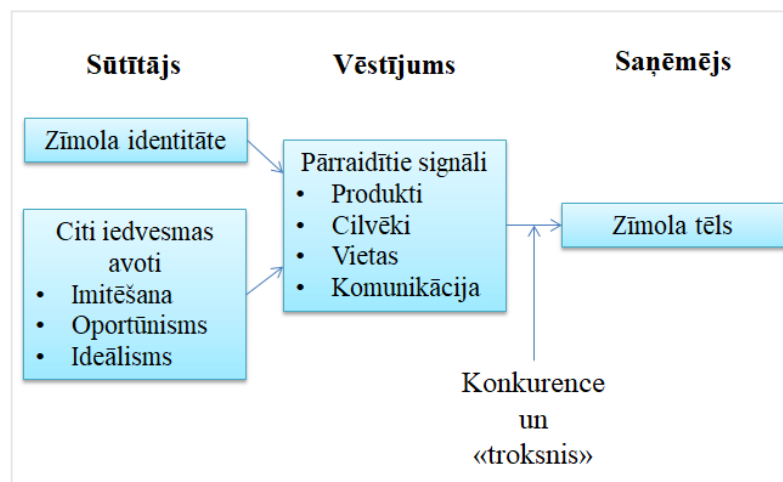 Sūtītājs
Vēstījums
Saņēmējs
Zīmola identitāte
Citi iedvesmas
avoti
• Imitēšana
• Oportūnisms
• Ideālisms
Pārraidītie signāli
• Produkti
• Cilvēki
• Vietas
• Komunikācija
Zīmola tēls
Konkurence
un
«troksnis»